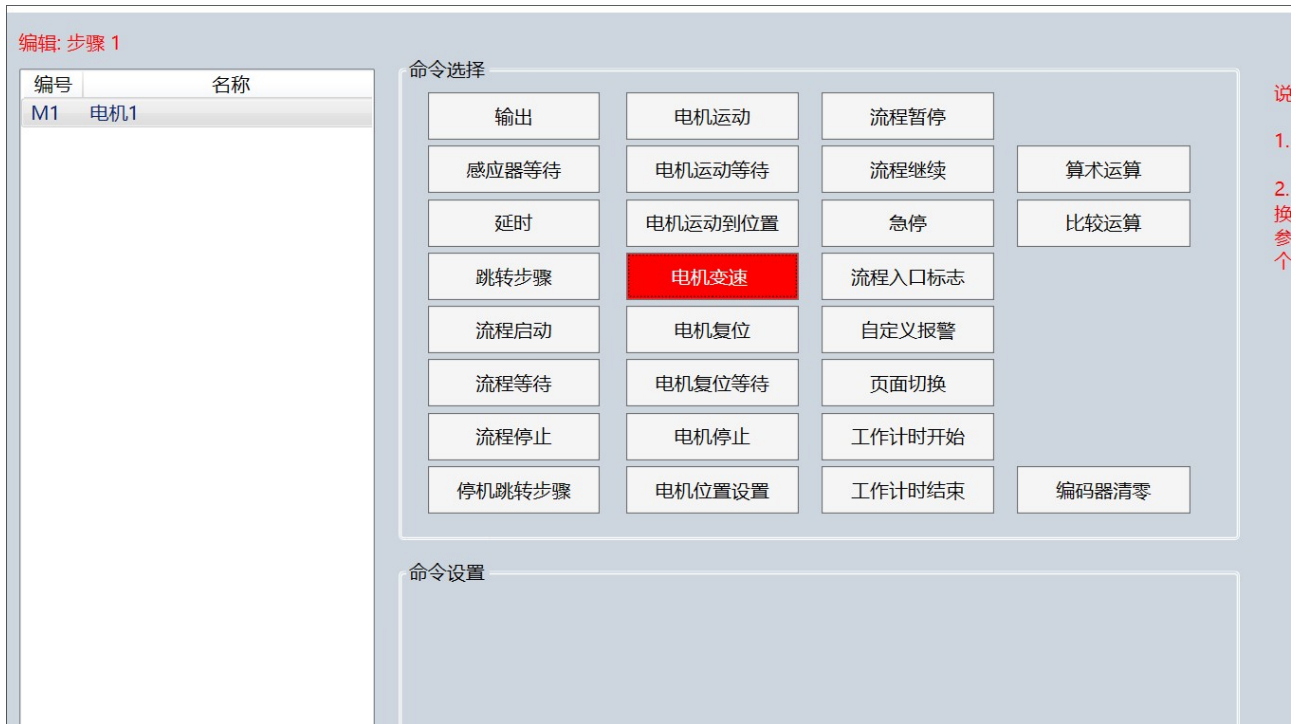 编辑: 步骤 1
编号 名称
M1 电机1
命令选择
输出 电机运动 流程暂停
感应器等待 电机运动等待 流程继续 算术运算
延时 电机运动到位置 急停 比较运算
跳转步骤 电机变速 流程入口标志
流程启动 电机复位 自定义报警
流程等待 电机复位等待 页面切换
流程停止 电机停止 工作计时开始
停机跳转步骤 电机位置设置 工作计时结束 编码器清零
命令设置
说
1.
2.
换
参
个